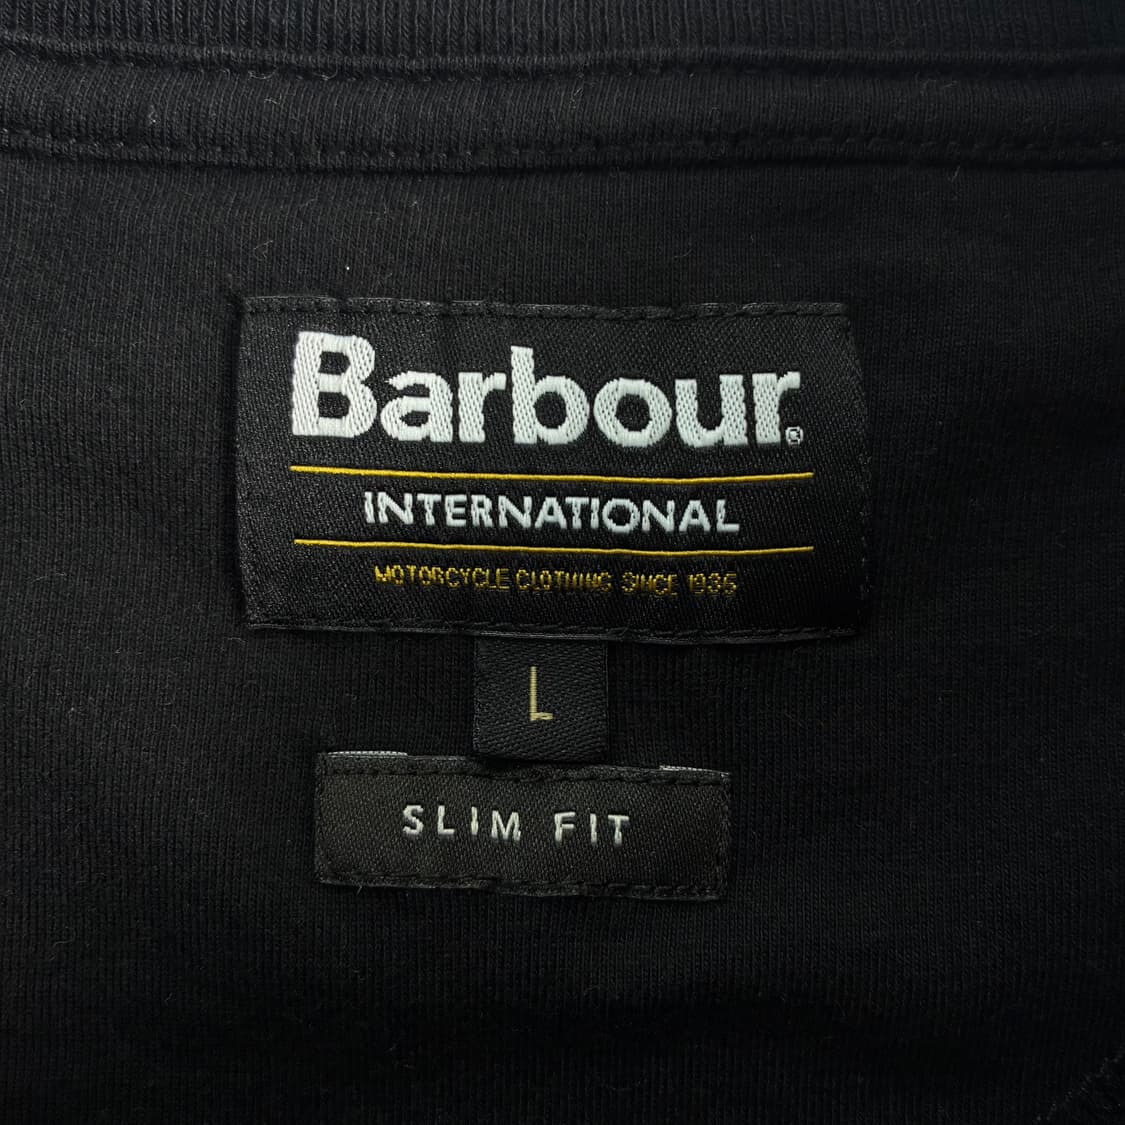 Barbour®
INTERNATIONAL
MOTORCYCLE CLOTHING SINCE 1936
L
SLIM FIT